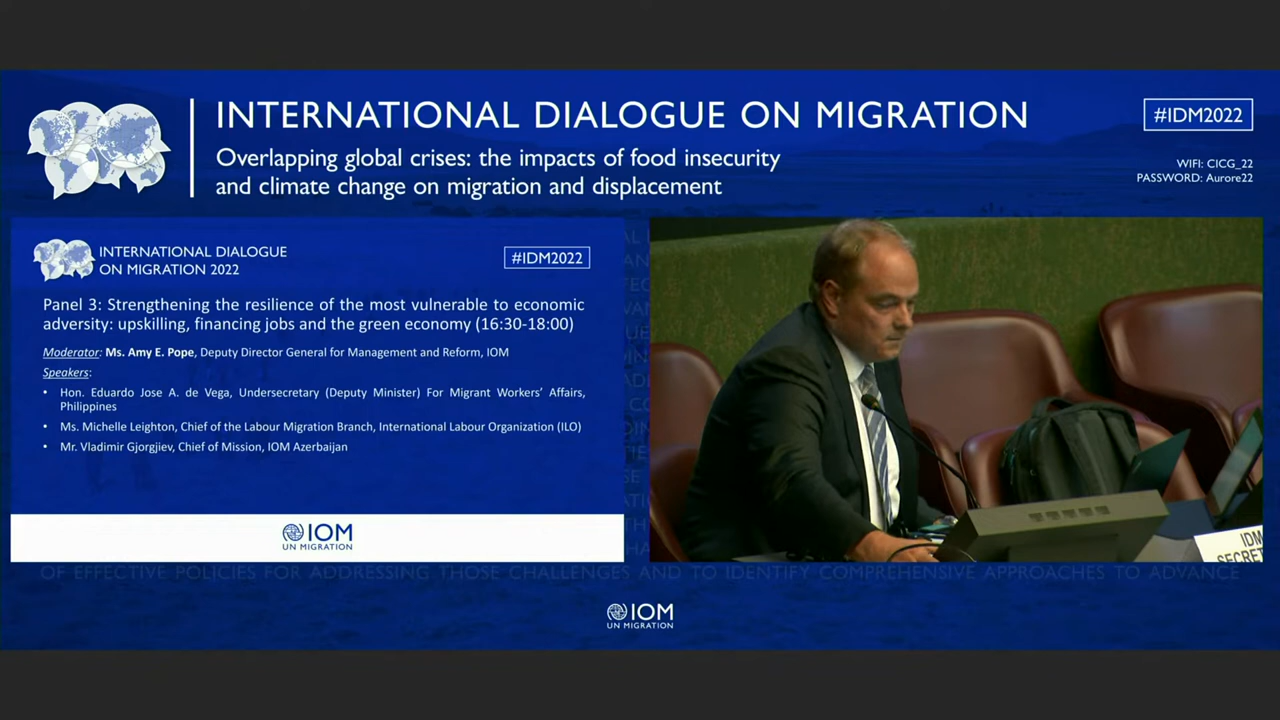 INTERNATIONAL DIALOGUE ON MIGRATION
Overlapping global crises: the impacts of food insecurity
and climate change on migration and displacement
#IDM2022
WIFI: CICG_22
PASSWORD: Aurore22
INTERNATIONAL DIALOGUE
ON MIGRATION 2022
#IDM2022
Panel 3: Strengthening the resilience of the most vulnerable to economic
adversity: upskilling, financing jobs and the green economy (16:30-18:00)
Moderator: Ms. Amy E. Pope, Deputy Director General for Management and Reform, IOM
Speakers:
• Hon. Eduardo Jose A. de Vega, Undersecretary (Deputy Minister) For Migrant Workers' Affairs,
Philippines
• Ms. Michelle Leighton, Chief of the Labour Migration Branch, International Labour Organization (ILO)
• Mr. Vladimir Gjorgjiev, Chief of Mission, IOM Azerbaijan
IOM
UN MIGRATION
IDM
SECRET
OF EFFECTIVE POLICIES FOR ADDRESSING THOSE CHALLENGES AND TO IDENTIFY COMPREHENSIVE APPROACHES TO ADVANCE
IOM
UN MIGRATION